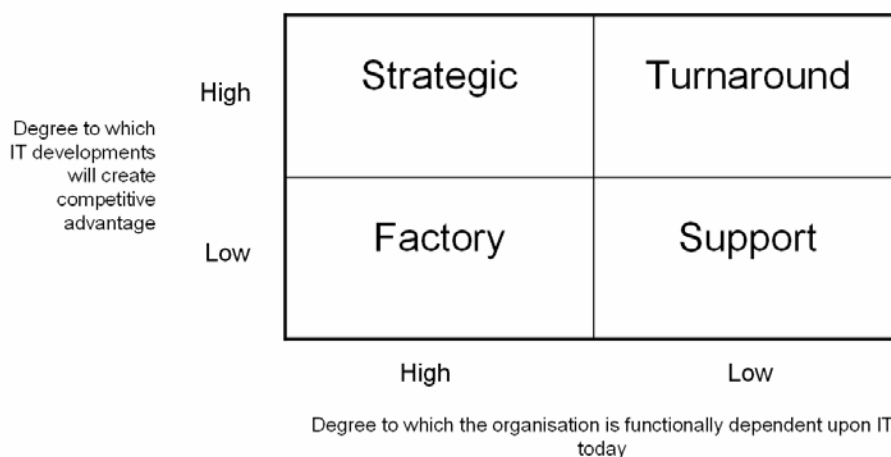 Strategic
Turnaround
High
Degree to which
IT developments
will create
competitive
advantage
Factory
Support
Low
High
Low
Degree to which the organisation is functionally dependent upon IT
today